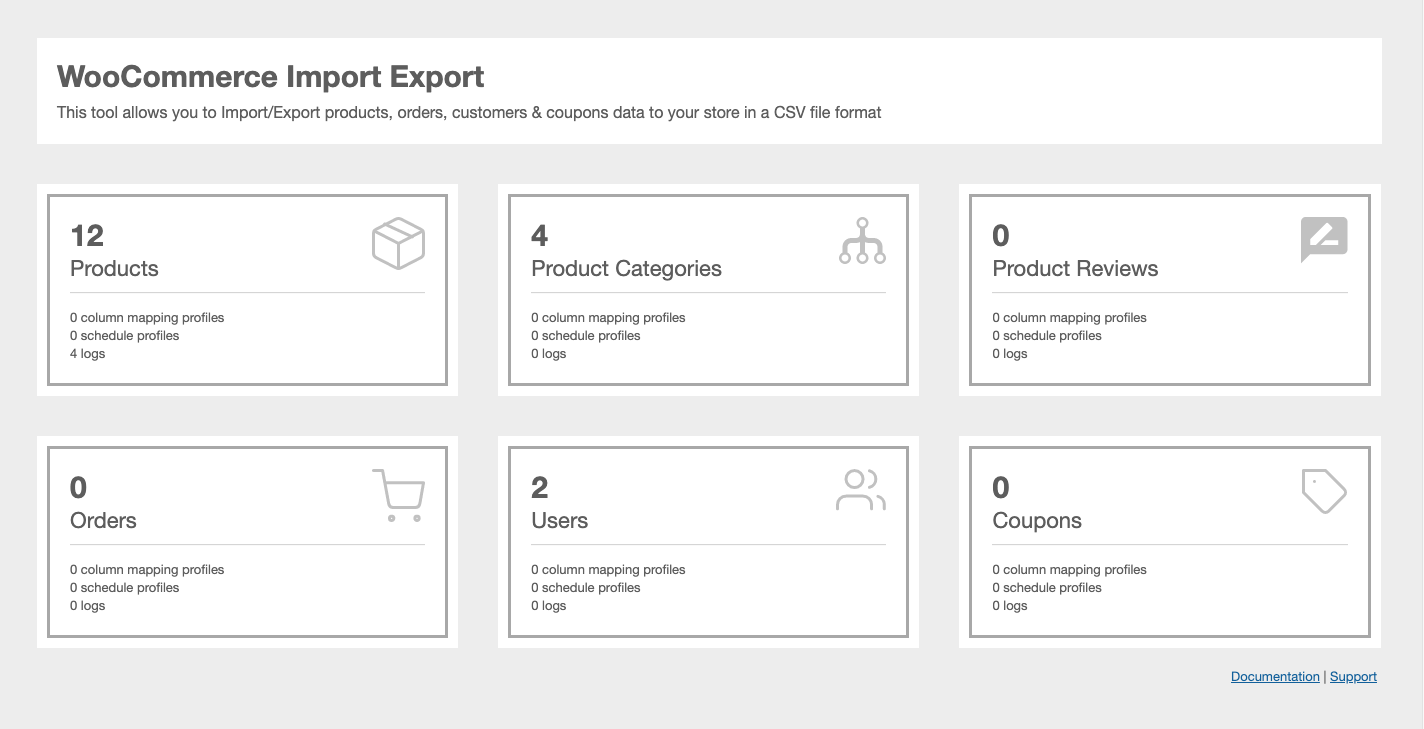 WooCommerce Import Export
This tool allows you to Import/Export products, orders, customers & coupons data to your store in a CSV file format
12
Products
0 column mapping profiles
0 schedule profiles
4 logs
4
Product Categories
0 column mapping profiles
0 schedule profiles
0 logs
0
Product Reviews
0 column mapping profiles
0 schedule profiles
0 logs
0
Orders
0 column mapping profiles
0 schedule profiles
0 logs
2
Users
0 column mapping profiles
0 schedule profiles
0 logs
0
Coupons
0 column mapping profiles
0 schedule profiles
0 logs
Documentation | Support